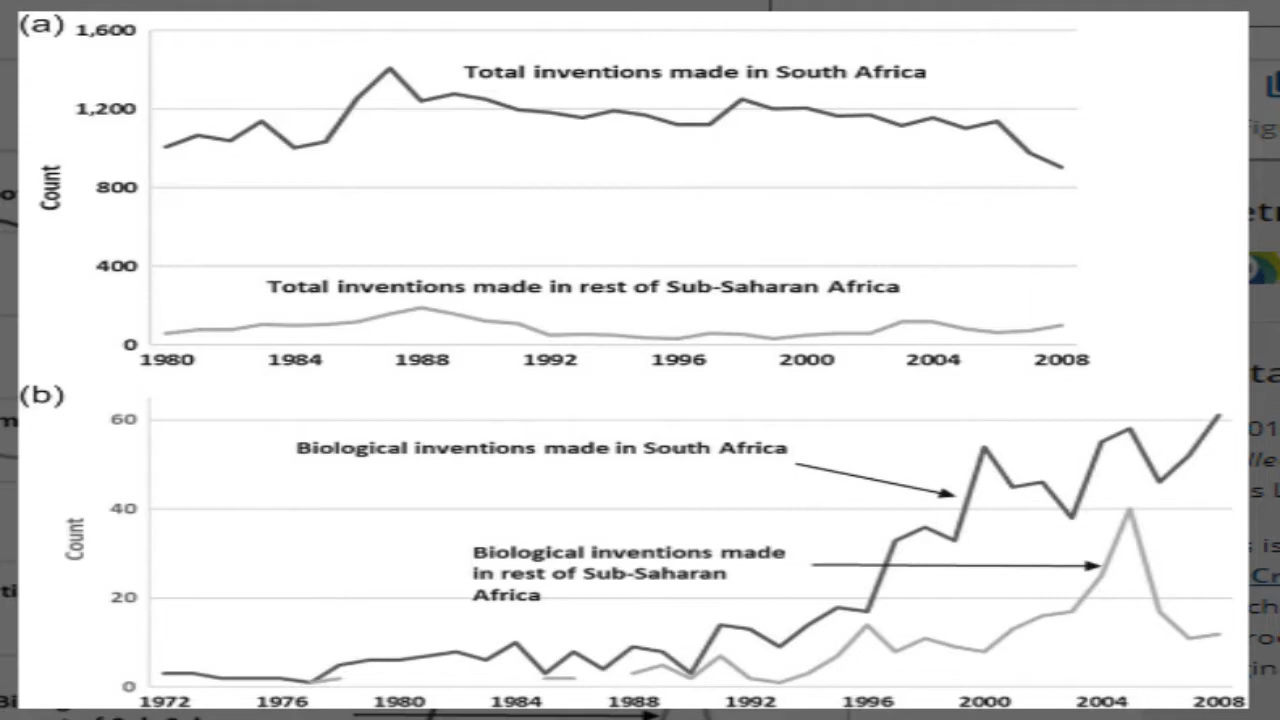 (a)
1,600
Total inventions made in South Africa
1,200
Count
800
400
Total inventions made in rest of Sub-Saharan Africa
0
1980 1984 1988 1992 1996 2000 2004 2008
(b)
60
Biological inventions made in South Africa
40
Count
Biological inventions made
in rest of Sub-Saharan
Africa
20
0
1972 1976 1980 1984 1988 1992 1996 2000 2004 2008